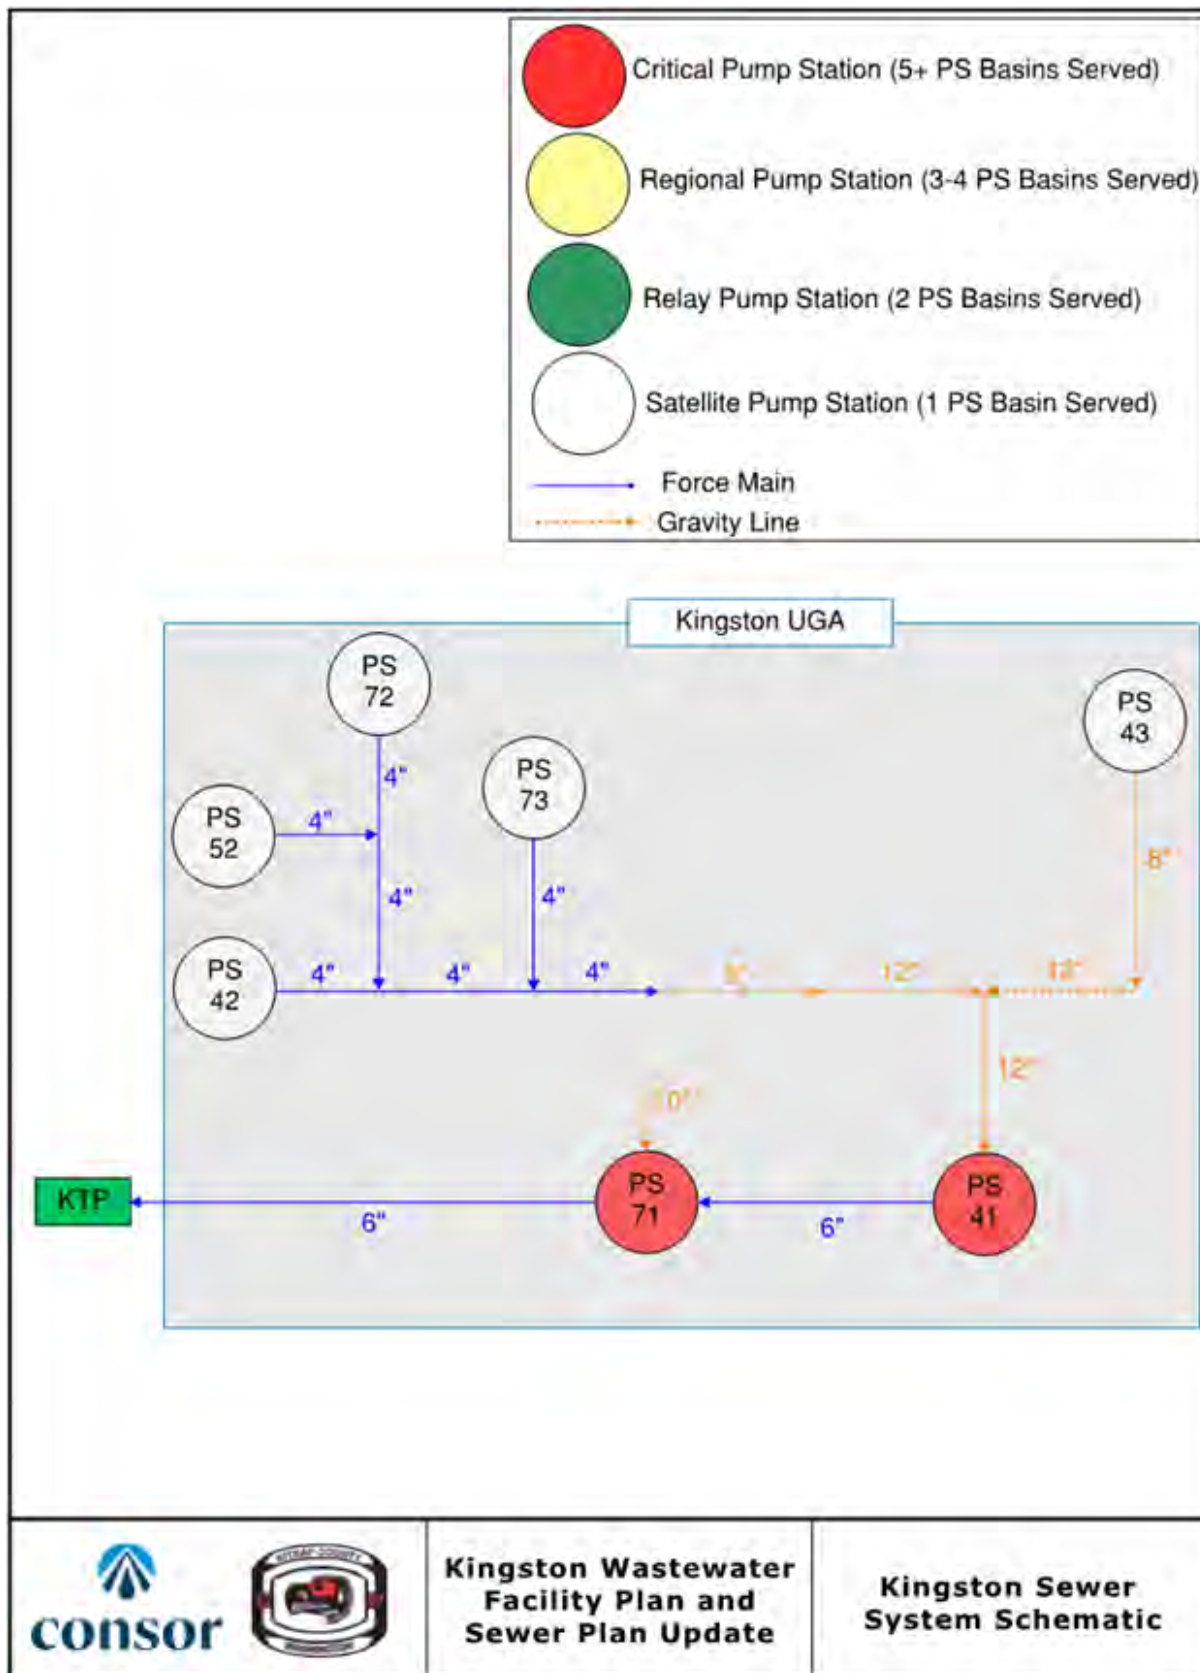 Critical Pump Station (5+ PS Basins Served)
Regional Pump Station (3-4 PS Basins Served)
Relay Pump Station (2 PS Basins Served)
Satellite Pump Station (1 PS Basin Served)
Force Main
Gravity Line
Kingston UGA
PS
72
PS
43
4"
PS
73
PS
52
4"
8"
4"
4"
PS
42
4"
4"
4"
12"
12"
12"
10"
PS
71
PS
41
KTP
6"
6"
consor
KITSAP COUNTY
WASHINGTON
Kingston Wastewater
Facility Plan and
Sewer Plan Update
Kingston Sewer
System Schematic